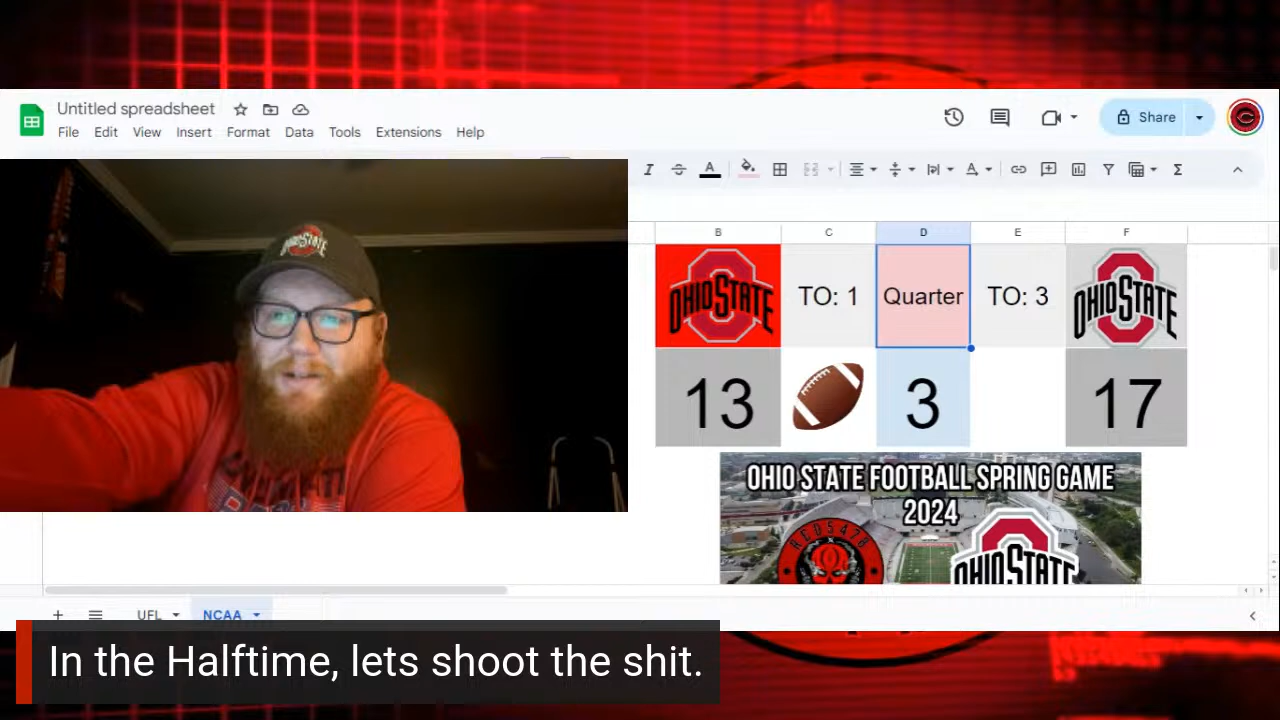 Untitled spreadsheet
File Edit View Insert Format Data Tools Extensions Help
Share
B C D E F
OHIO STATE
TO: 1
Quarter
TO: 3
OHIO STATE
13
3
17
OHIO STATE
OHIO STATE FOOTBALL SPRING GAME
2024
OHIO STATE
UFL NCAA
In the Halftime, lets shoot the shit.